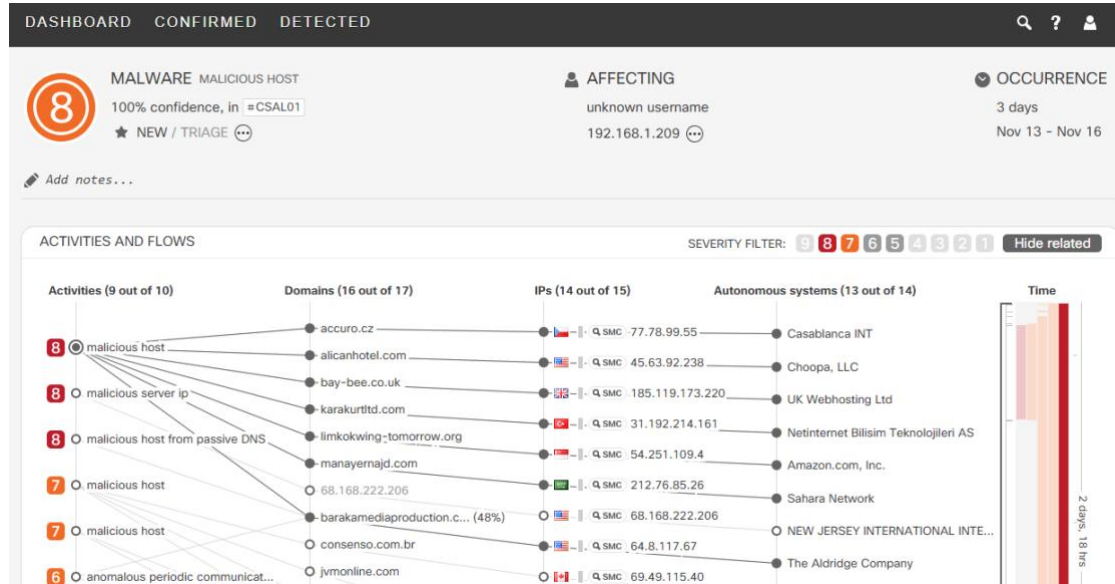 DASHBOARD CONFIRMED DETECTED
?
8
MALWARE MALICIOUS HOST
100% confidence, in #CSAL01
NEW / TRIAGE
AFFECTING
unknown username
192.168.1.209
OCCURRENCE
3 days
Nov 13 - Nov 16
Add notes...
ACTIVITIES AND FLOWS
SEVERITY FILTER: 9 8 7 6 5 4 3 2 1 Hide related
Activities (9 out of 10) Domains (16 out of 17) IPs (14 out of 15) Autonomous systems (13 out of 14) Time
8 malicious host
8 malicious server ip
8 malicious host from passive DNS
7 malicious host
7 malicious host
6 anomalous periodic communicat...
accuro.cz
alicanhotel.com
bay-bee.co.uk
karakurtltd.com
limkokwing-tomorrow.org
manayernajd.com
68.168.222.206
barakamediaproduction.c... (48%)
consenso.com.br
jvmonline.com
SMC 77.78.99.55
SMC 45.63.92.238
SMC 185.119.173.220
SMC 31.192.214.161
SMC 54.251.109.4
SMC 212.76.85.26
SMC 68.168.222.206
SMC 64.8.117.67
SMC 69.49.115.40
Casablanca INT
Choopa, LLC
UK Webhosting Ltd
Netinternet Bilisim Teknolojileri AS
Amazon.com, Inc.
Sahara Network
NEW JERSEY INTERNATIONAL INTE...
The Aldridge Company
2 days, 18 hrs